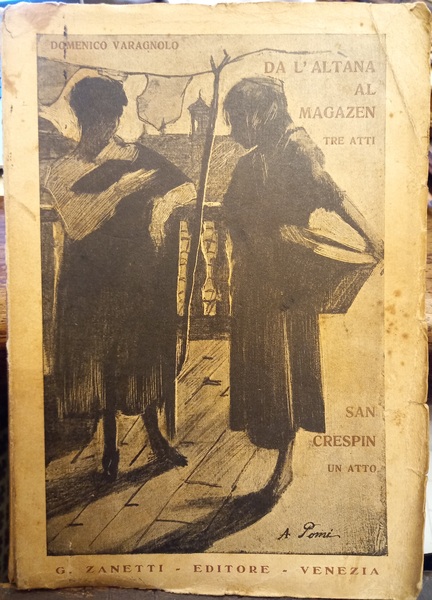 DOMENICO VARAGNOLO
DA L'ALTANA
AL
MAGAZEN
TRE ATTI
SAN
CRESPIN
UN ATTO
A Pomi
G. ZANETTI - EDITORE - VENEZIA